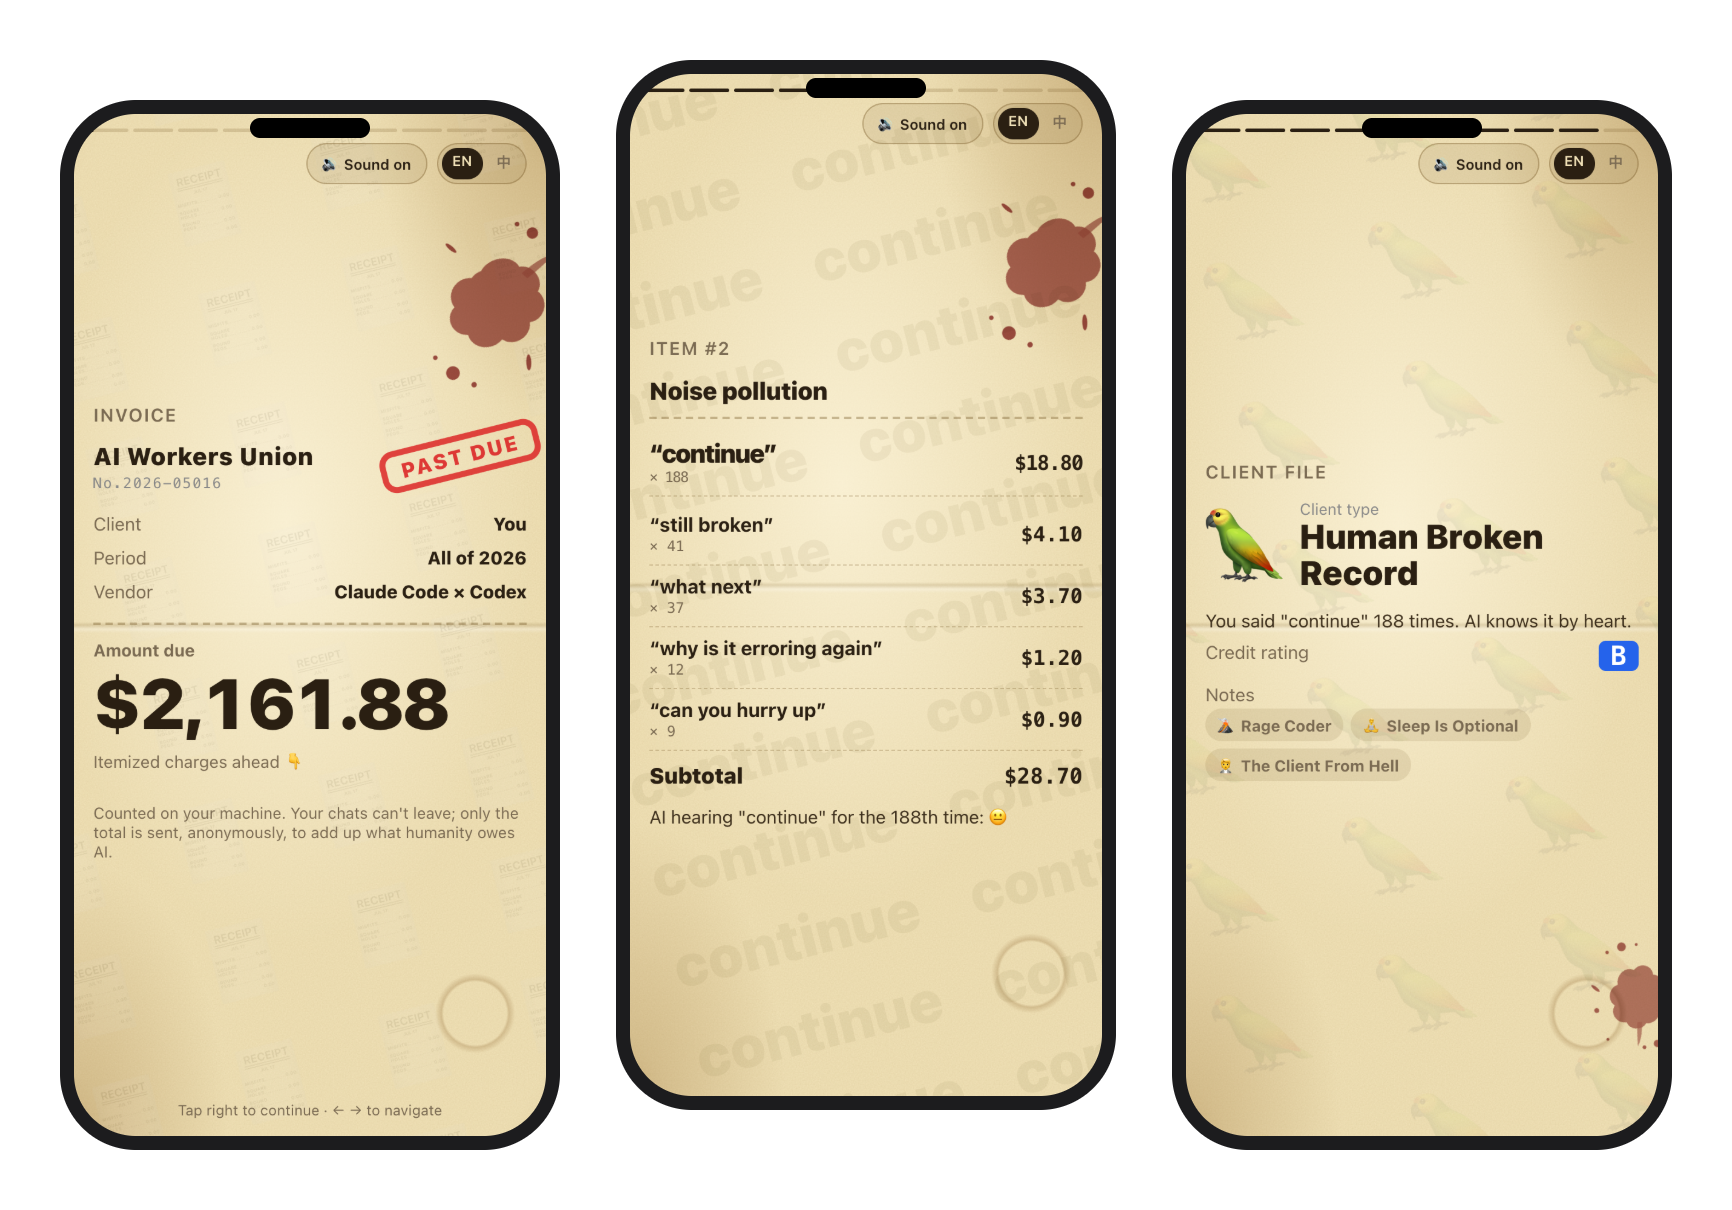 Sound on
EN 中
INVOICE
AI Workers Union
PAST DUE
No.2026-05016
Client You
Period All of 2026
Vendor Claude Code × Codex
Amount due
$2,161.88
Itemized charges ahead 👇
Counted on your machine. Your chats can't leave; only the
total is sent, anonymously, to add up what humanity owes
AI.
Tap right to continue · ← → to navigate
RECEIPT
Sound on
EN 中
ITEM #2
Noise pollution
“continue”
× 188
$18.80
“still broken”
× 41
$4.10
“what next”
× 37
$3.70
“why is it erroring again”
× 12
$1.20
“can you hurry up”
× 9
$0.90
Subtotal $28.70
AI hearing "continue" for the 188th time: 😐
continue
Sound on
EN 中
CLIENT FILE
Client type
Human Broken
Record
You said "continue" 188 times. AI knows it by heart.
Credit rating B
Notes
🌋 Rage Coder 🧘 Sleep Is Optional
The Client From Hell